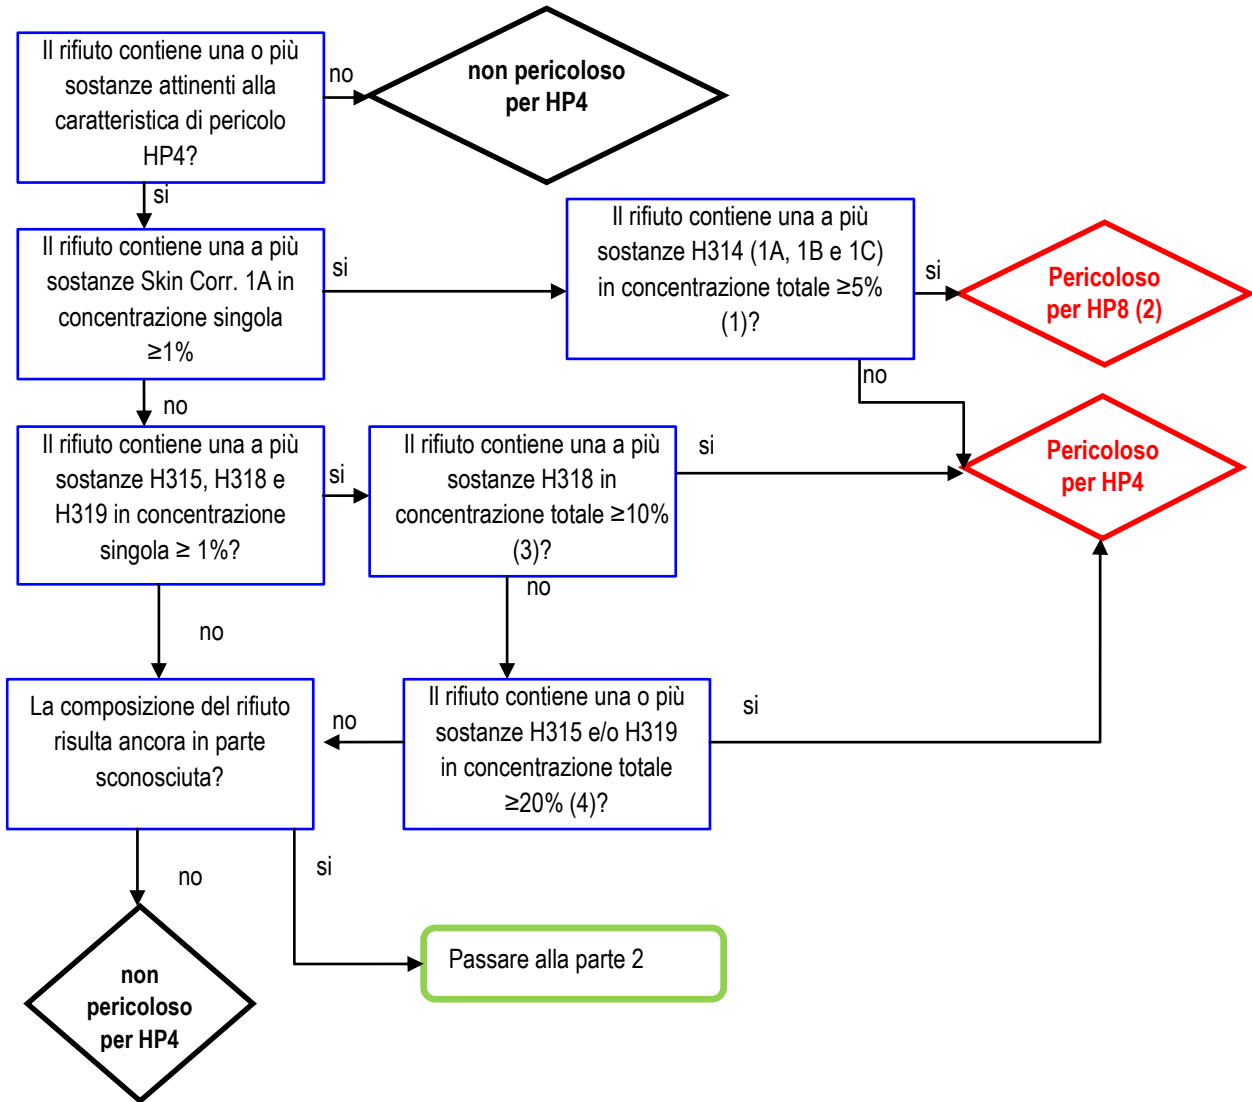 Il rifiuto contiene una o più
sostanze attinenti alla
caratteristica di pericolo
HP4?
no
non pericoloso
per HP4
si
Il rifiuto contiene una a più
sostanze Skin Corr. 1A in
concentrazione singola
≥1%
si
Il rifiuto contiene una a più
sostanze H314 (1A, 1B e 1C)
in concentrazione totale ≥5%
(1)?
si
Pericoloso
per HP8 (2)
no
no
Il rifiuto contiene una a più
sostanze H315, H318 e
H319 in concentrazione
singola ≥ 1%?
si
Il rifiuto contiene una a più
sostanze H318 in
concentrazione totale ≥10%
(3)?
si
Pericoloso
per HP4
no
no
La composizione del rifiuto
risulta ancora in parte
sconosciuta?
no
Il rifiuto contiene una o più
sostanze H315 e/o H319
in concentrazione totale
≥20% (4)?
si
no
si
non
pericoloso
per HP4
Passare alla parte 2